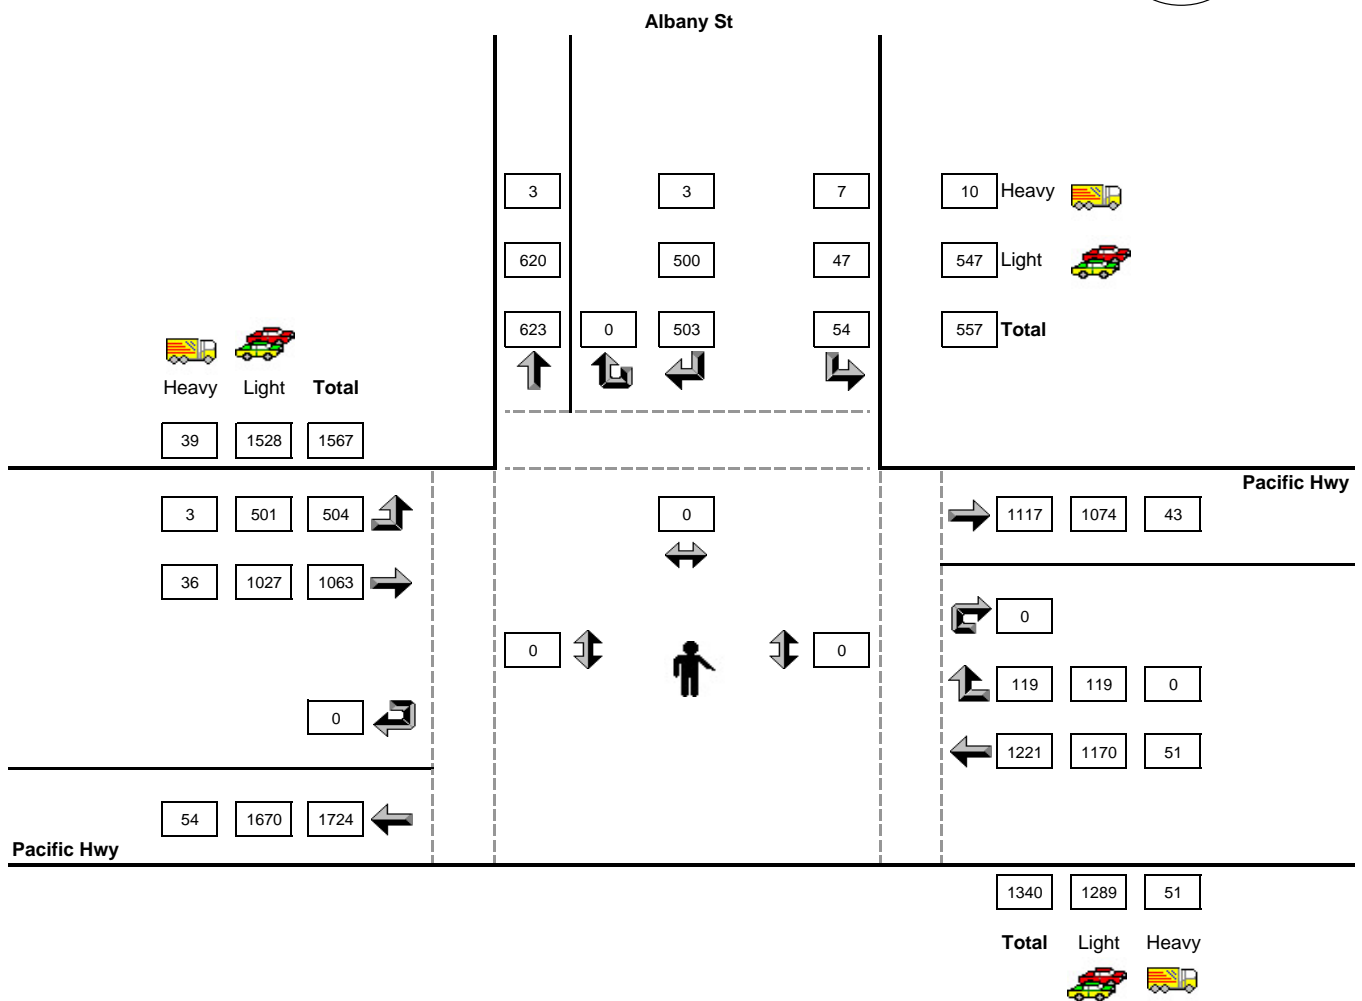 Albany St
3 3 7 10 Heavy
620 500 47 547 Light
623 0 503 54 557 Total
Heavy Light Total
39 1528 1567
Pacific Hwy
3 501 504 0 1117 1074 43
36 1027 1063
0
0 0
119 119 0
0
1221 1170 51
54 1670 1724
Pacific Hwy
1340 1289 51
Total Light Heavy